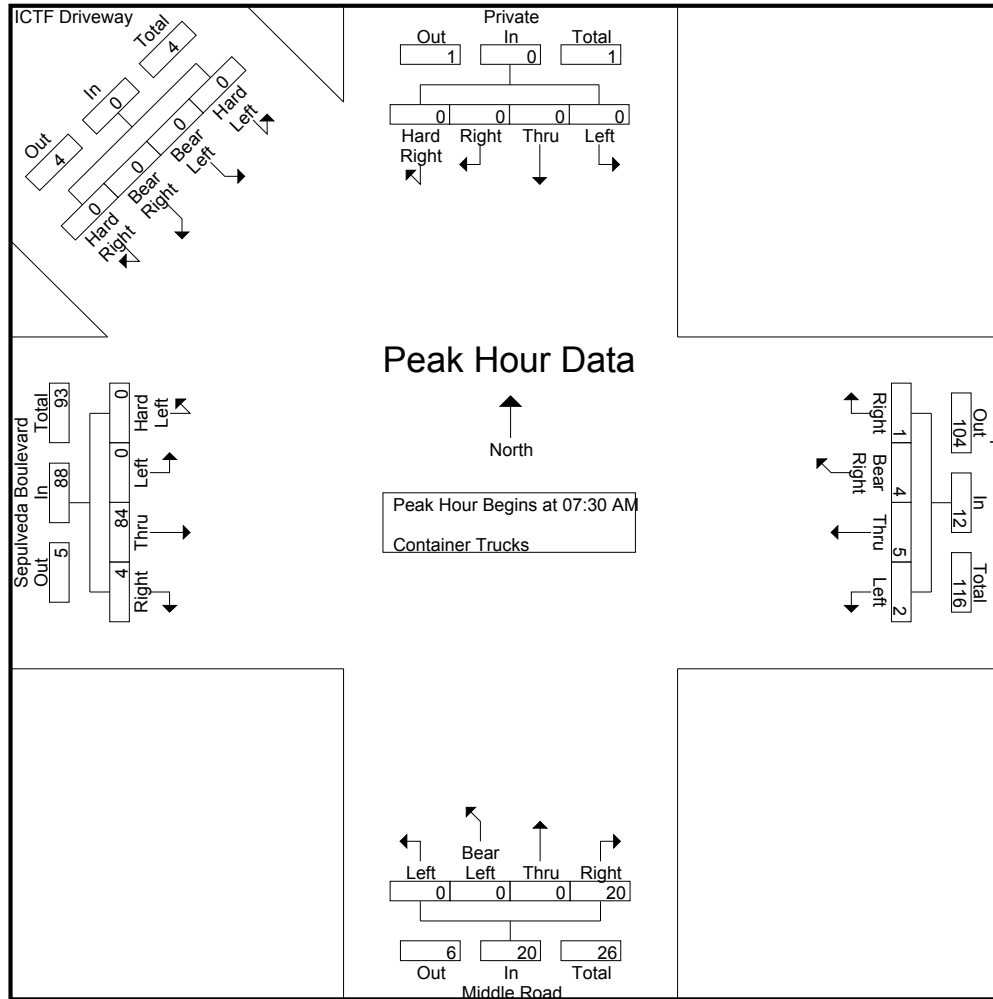 ICTF Driveway
Total
4
In
0
Out
4
0
Hard
Left
0
Bear
Left
0
Bear
Right
0
Hard
Right
Private
Out In Total
1 0 1
0 0 0 0
Hard
Right Right Thru Left
Peak Hour Data
North
Peak Hour Begins at 07:30 AM
Container Trucks
Sepulveda Boulevard
Total In Out
93 88 5
0 0 84 4
Hard
Left Left Thru Right
Out In Total
104 12 116
1 4 5 2
Right Bear
Right Thru Left
Left Bear
Left Thru Right
0 0 0 20
6 20 26
Out In Total
Middle Road